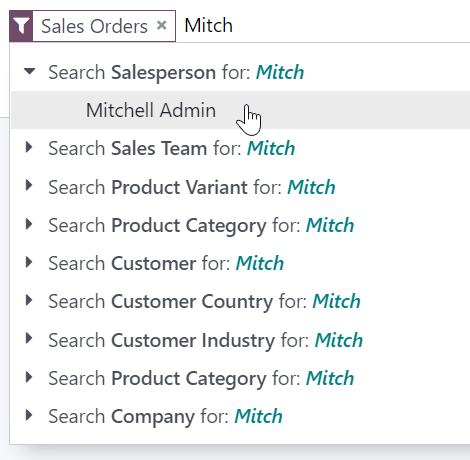 Sales Orders × Mitch
Search Salesperson for: Mitch
Mitchell Admin
Search Sales Team for: Mitch
Search Product Variant for: Mitch
Search Product Category for: Mitch
Search Customer for: Mitch
Search Customer Country for: Mitch
Search Customer Industry for: Mitch
Search Product Category for: Mitch
Search Company for: Mitch